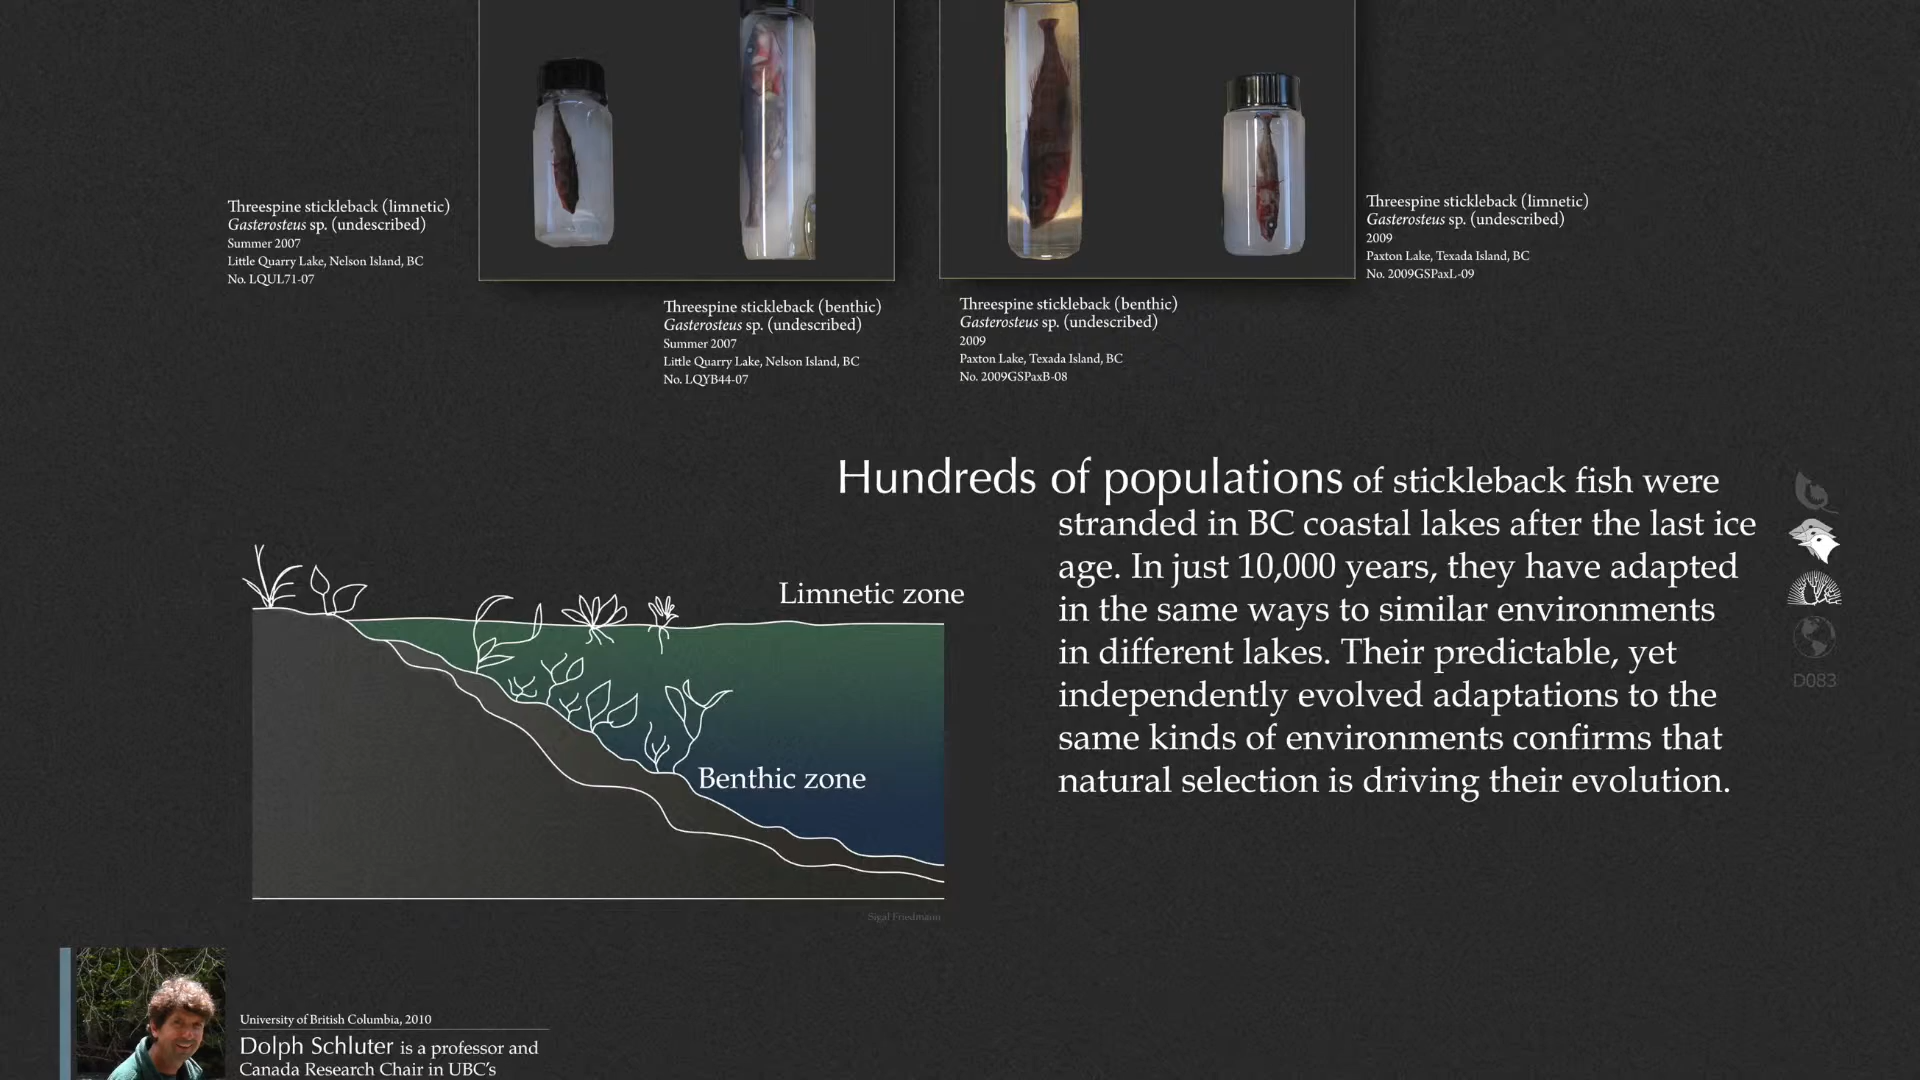 Threespine stickleback (limnetic)
Gasterosteus sp. (undescribed)
Summer 2007
Little Quarry Lake, Nelson Island, BC
No. LQUL71-07
Threespine stickleback (benthic)
Gasterosteus sp. (undescribed)
Summer 2007
Little Quarry Lake, Nelson Island, BC
No. LQYB44-07
Threespine stickleback (benthic)
Gasterosteus sp. (undescribed)
2009
Paxton Lake, Texada Island, BC
No. 2009GSPaxB-08
Threespine stickleback (limnetic)
Gasterosteus sp. (undescribed)
2009
Paxton Lake, Texada Island, BC
No. 2009GSPaxL-09
Hundreds of populations of stickleback fish were
stranded in BC coastal lakes after the last ice
age. In just 10,000 years, they have adapted
in the same ways to similar environments
in different lakes. Their predictable, yet
independently evolved adaptations to the
same kinds of environments confirms that
natural selection is driving their evolution.
D083
Limnetic zone
Benthic zone
Sigal Friedmann
University of British Columbia, 2010
Dolph Schluter is a professor and
Canada Research Chair in UBC's